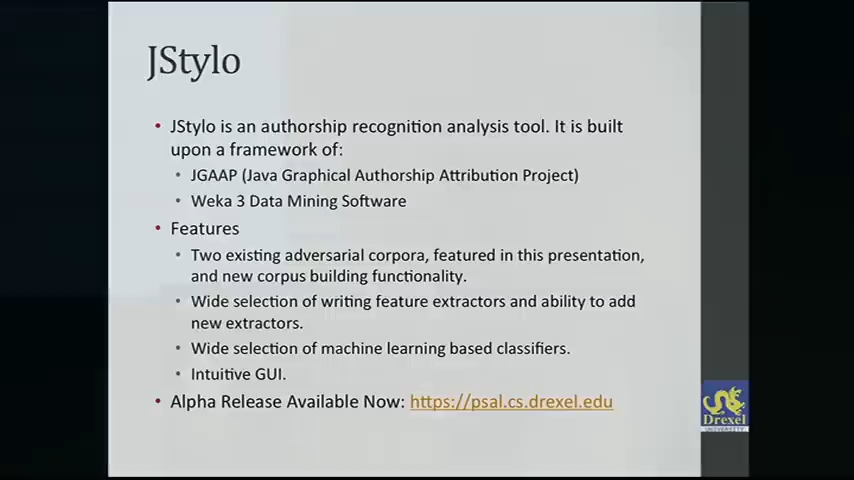 JStylo
• JStylo is an authorship recognition analysis tool. It is built
upon a framework of:
• JGAAP (Java Graphical Authorship Attribution Project)
• Weka 3 Data Mining Software
• Features
• Two existing adversarial corpora, featured in this presentation,
and new corpus building functionality.
• Wide selection of writing feature extractors and ability to add
new extractors.
• Wide selection of machine learning based classifiers.
• Intuitive GUI.
• Alpha Release Available Now: https://psal.cs.drexel.edu
Drexel
UNIVERSITY